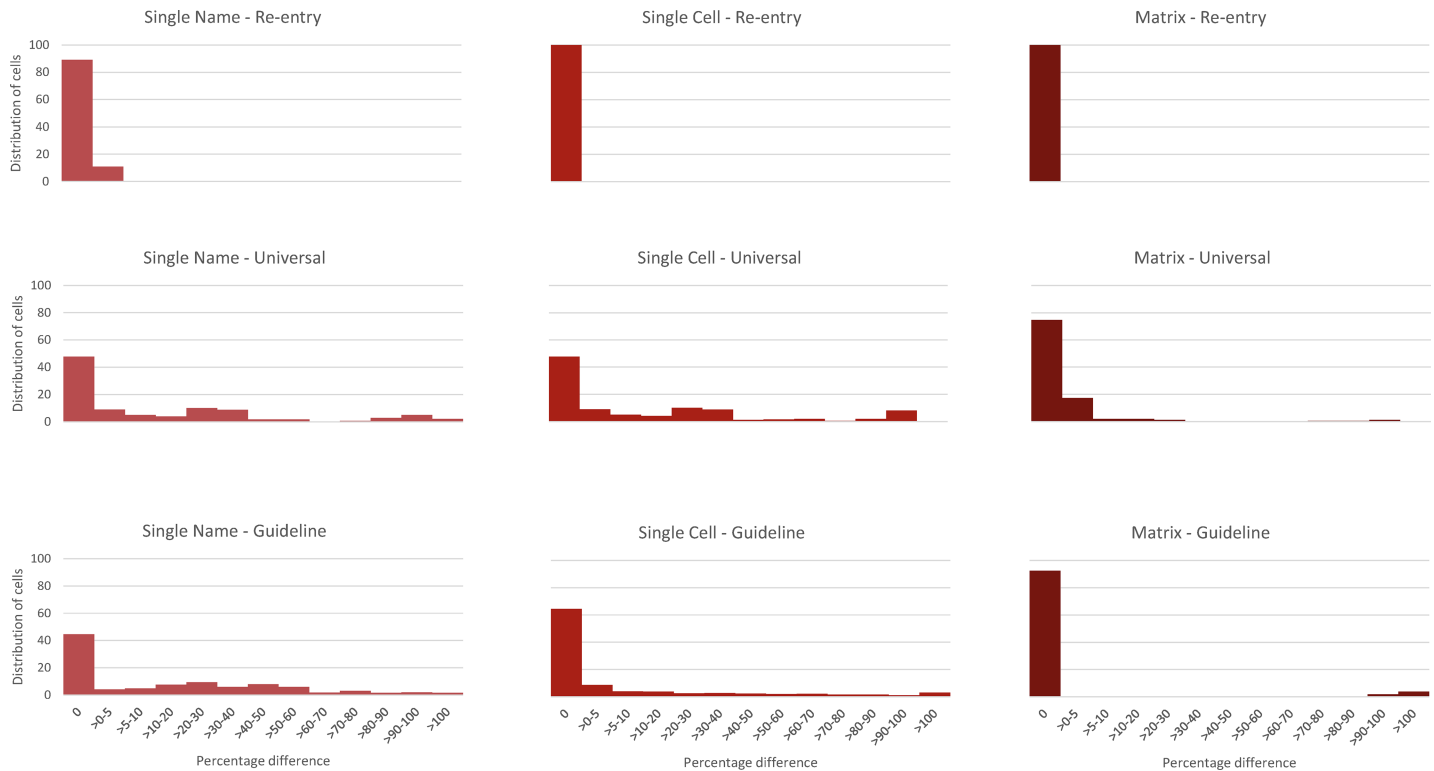 Single Name - Re-entry
Single Cell - Re-entry
Matrix - Re-entry
Distribution of cells
100
80
60
40
20
0
Single Name - Universal
Single Cell - Universal
Matrix - Universal
Distribution of cells
100
80
60
40
20
0
Single Name - Guideline
Single Cell - Guideline
Matrix - Guideline
Distribution of cells
100
80
60
40
20
0
0 >0-5 >5-10 >10-20 >20-30 >30-40 >40-50 >50-60 >60-70 >70-80 >80-90 >90-100 >100
0 >0-5 >5-10 >10-20 >20-30 >30-40 >40-50 >50-60 >60-70 >70-80 >80-90 >90-100 >100
0 >0-5 >5-10 >10-20 >20-30 >30-40 >40-50 >50-60 >60-70 >70-80 >80-90 >90-100 >100
Percentage difference
Percentage difference
Percentage difference